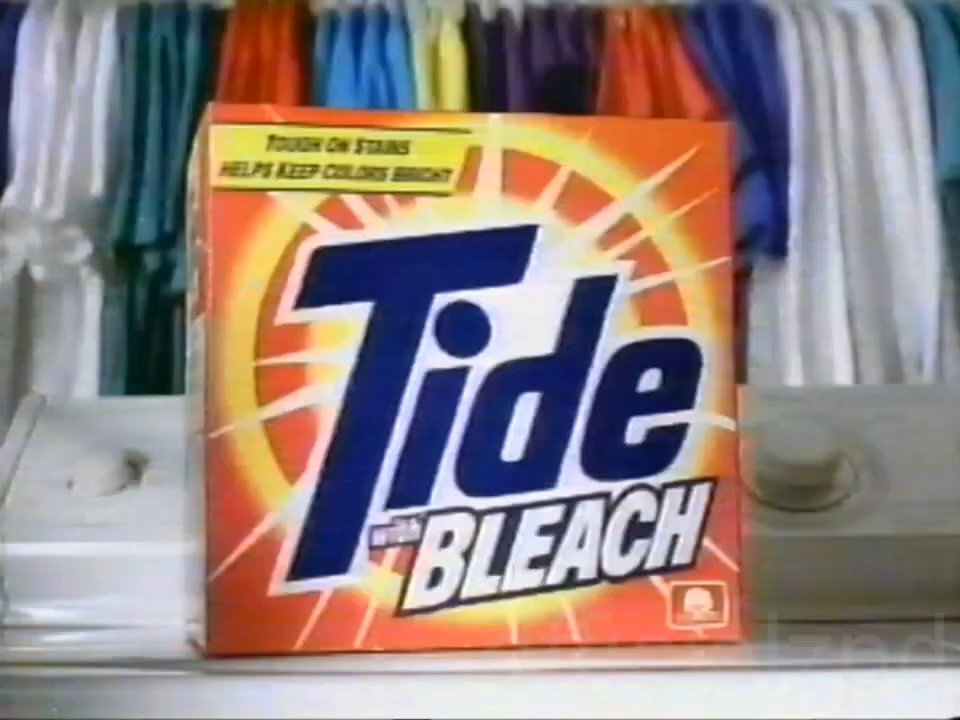 TOUGH ON STAINS
HELPS KEEP COLORS BRIGHT
Tide
with BLEACH